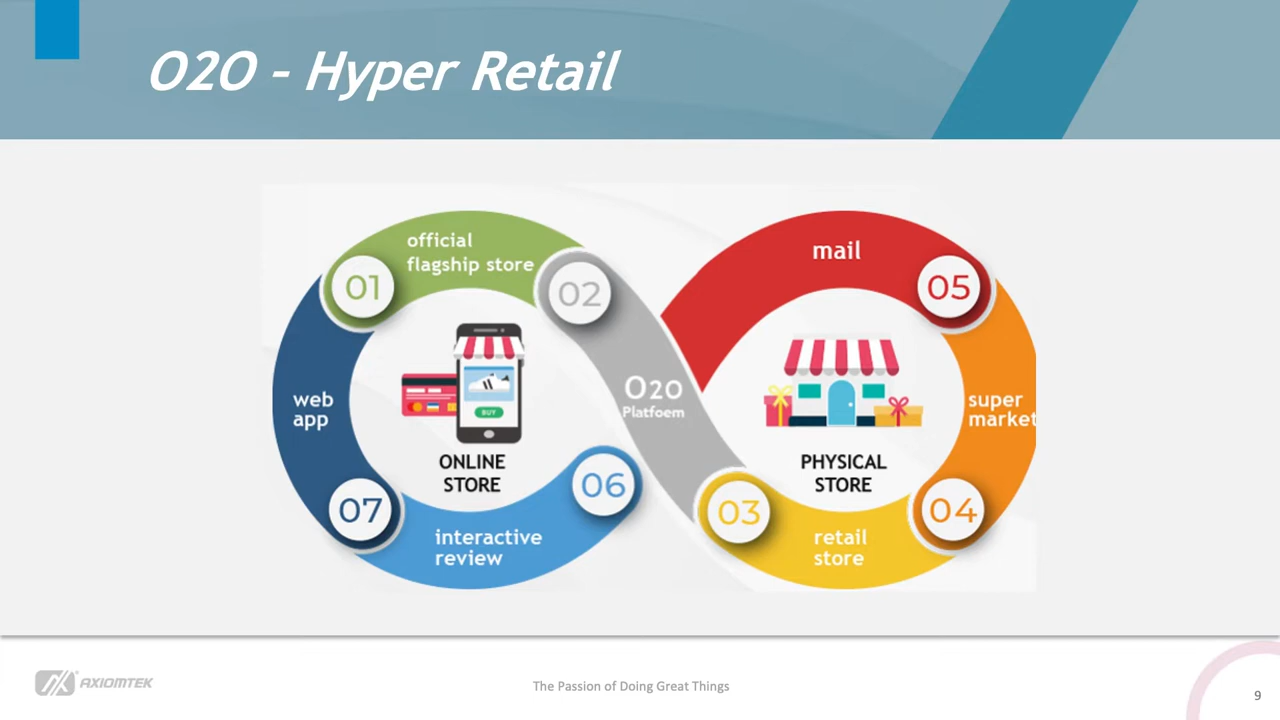 O2O - Hyper Retail
official
flagship store
01
02
mail
05
web
app
BUY
O2O
Platfoem
super
market
ONLINE
STORE
PHYSICAL
STORE
07
06
03
04
interactive
review
retail
store
AXIOMTEK
The Passion of Doing Great Things
9